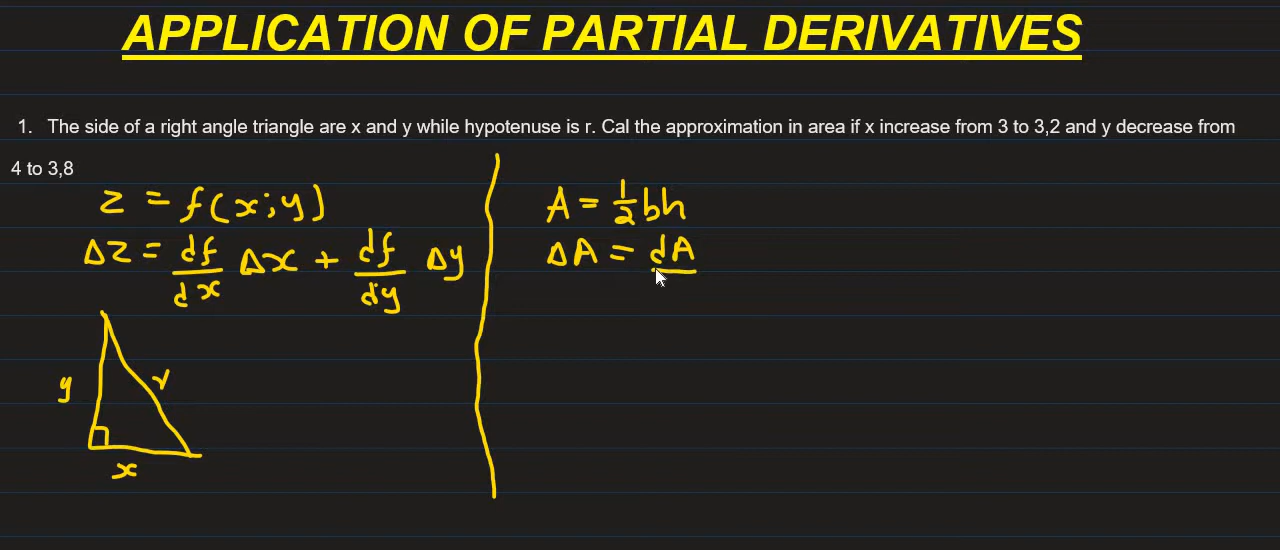 APPLICATION OF PARTIAL DERIVATIVES
1. The side of a right angle triangle are x and y while hypotenuse is r. Cal the approximation in area if x increase from 3 to 3,2 and y decrease from
4 to 3,8
z = f(x;y)
Δz = df/dx Δx + df/dy Δy
y
r
x
A = 1/2 bh
ΔA = dA